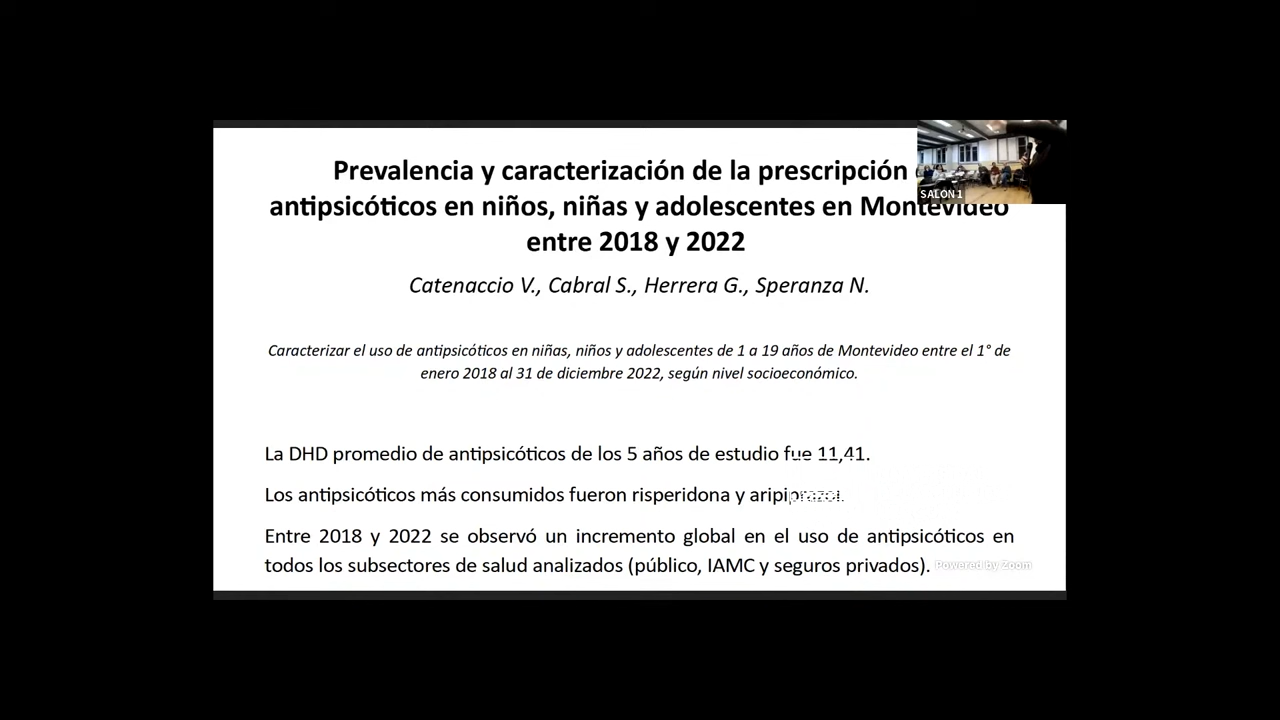 Prevalencia y caracterización de la prescripción
antipsicóticos en niños, niñas y adolescentes en Montevideo
entre 2018 y 2022
Catenaccio V., Cabral S., Herrera G., Speranza N.
Caracterizar el uso de antipsicóticos en niñas, niños y adolescentes de 1 a 19 años de Montevideo entre el 1° de
enero 2018 al 31 de diciembre 2022, según nivel socioeconómico.
La DHD promedio de antipsicóticos de los 5 años de estudio fue 11,41.
Los antipsicóticos más consumidos fueron risperidona y
Entre 2018 y 2022 se observó un incremento global en el uso de antipsicóticos en
todos los subsectores de salud analizados (público, IAMC y seguros privados).
SALON 1
Powered by Zoom